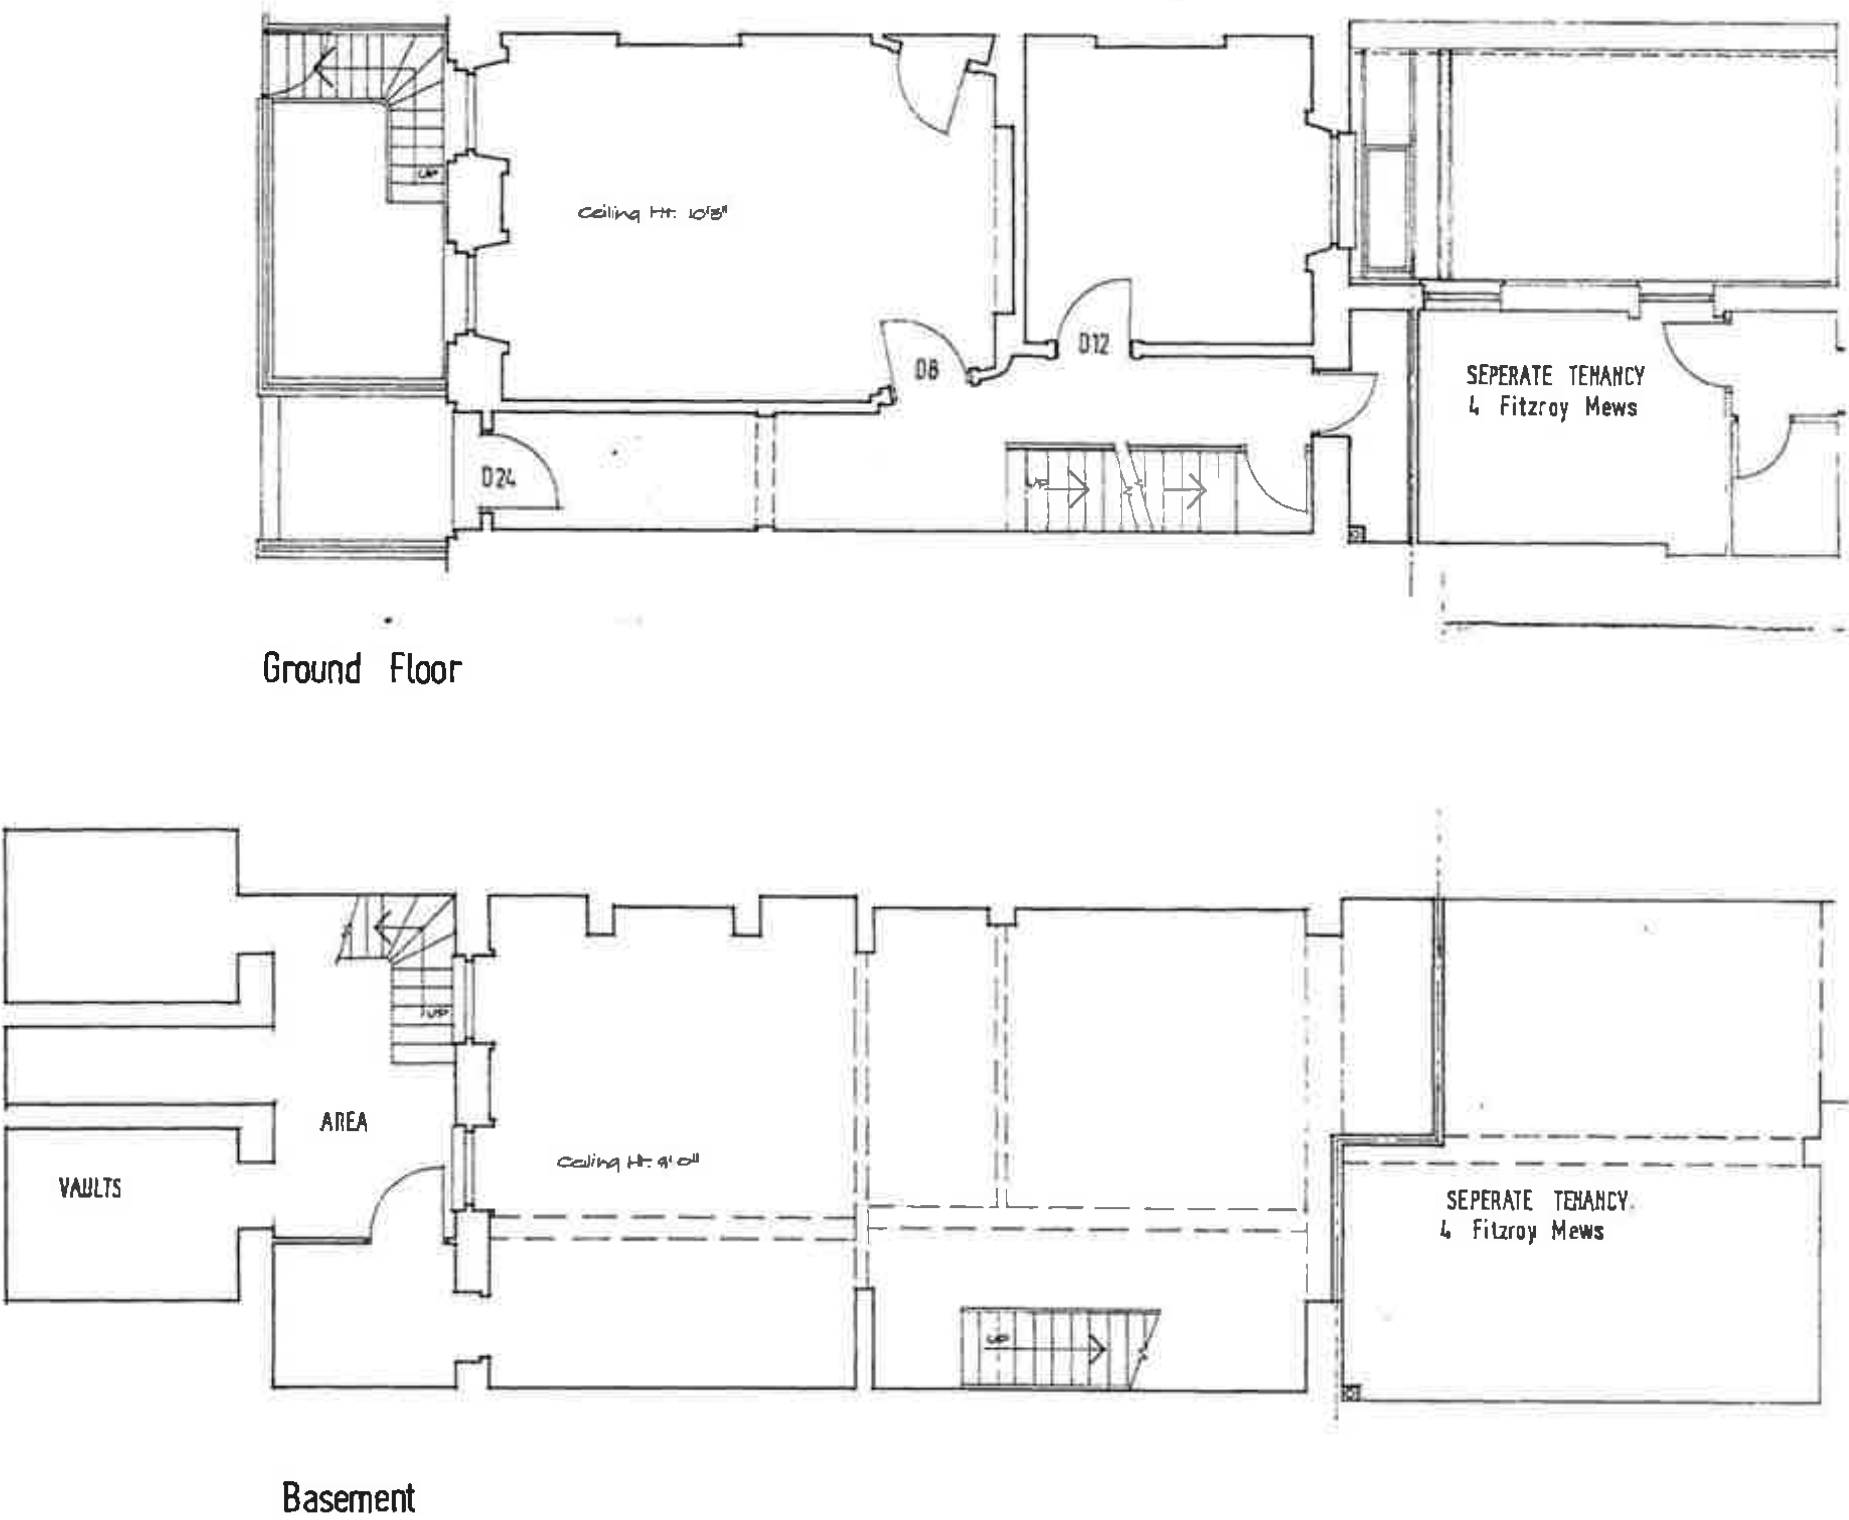 UP
Ceiling Ht. 10'3"
D8
D12
D24
UP
SEPERATE TENANCY
4 Fitzroy Mews
Ground Floor
UP
AREA
VAULTS
Ceiling Ht. 9'0"
UP
SEPERATE TENANCY
4 Fitzroy Mews
Basement